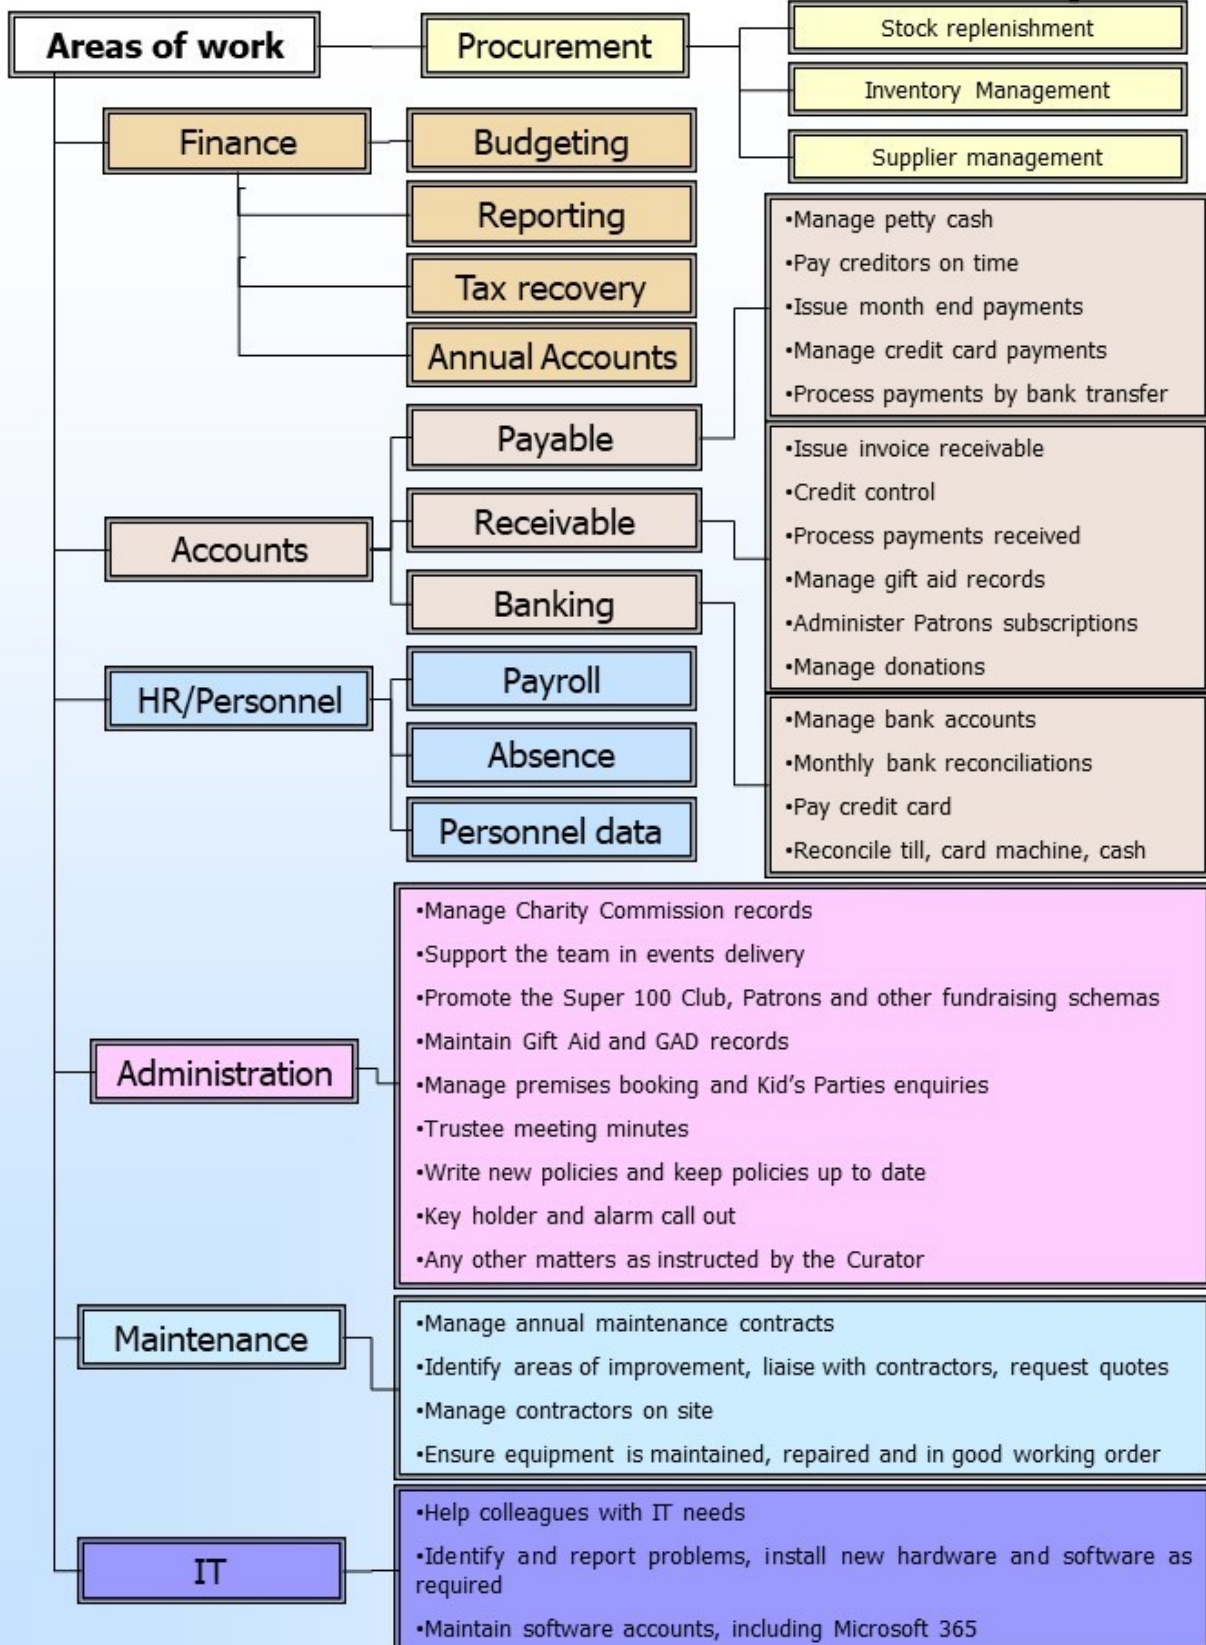 Areas of work
Procurement
Stock replenishment
Inventory Management
Supplier management
Finance
Budgeting
Reporting
Tax recovery
Annual Accounts
Accounts
Payable
•Manage petty cash
•Pay creditors on time
•Issue month end payments
•Manage credit card payments
•Process payments by bank transfer
Receivable
•Issue invoice receivable
•Credit control
•Process payments received
•Manage gift aid records
•Administer Patrons subscriptions
•Manage donations
Banking
•Manage bank accounts
•Monthly bank reconciliations
•Pay credit card
•Reconcile till, card machine, cash
HR/Personnel
Payroll
Absence
Personnel data
Administration
•Manage Charity Commission records
•Support the team in events delivery
•Promote the Super 100 Club, Patrons and other fundraising schemas
•Maintain Gift Aid and GAD records
•Manage premises booking and Kid's Parties enquiries
•Trustee meeting minutes
•Write new policies and keep policies up to date
•Key holder and alarm call out
•Any other matters as instructed by the Curator
Maintenance
•Manage annual maintenance contracts
•Identify areas of improvement, liaise with contractors, request quotes
•Manage contractors on site
•Ensure equipment is maintained, repaired and in good working order
IT
•Help colleagues with IT needs
•Identify and report problems, install new hardware and software as
required
•Maintain software accounts, including Microsoft 365